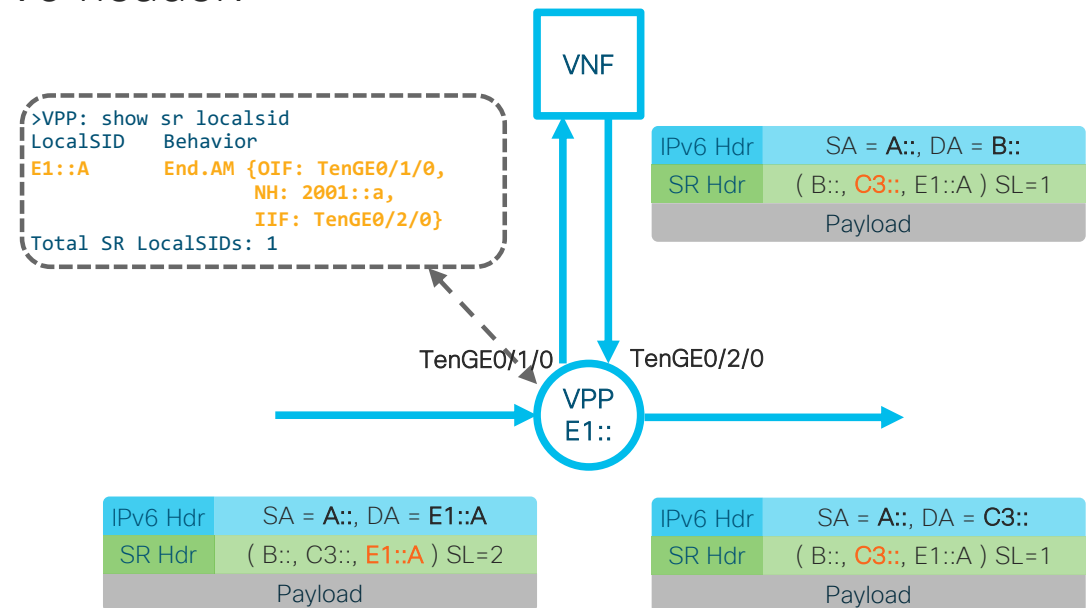 VNF
>VPP: show sr localsid
LocalSID Behavior
E1::A End.AM {OIF: TenGE0/1/0,
NH: 2001::a,
IIF: TenGE0/2/0}
Total SR LocalSIDs: 1
IPv6 Hdr SA = A::, DA = B::
SR Hdr ( B::, C3::, E1::A ) SL=1
Payload
TenGE0/1/0
TenGE0/2/0
VPP
E1::
IPv6 Hdr SA = A::, DA = E1::A
SR Hdr ( B::, C3::, E1::A ) SL=2
Payload
IPv6 Hdr SA = A::, DA = C3::
SR Hdr ( B::, C3::, E1::A ) SL=1
Payload